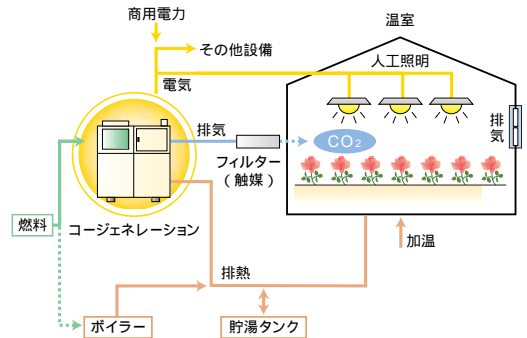 商用電力
温室
その他設備
人工照明
電気
排気
排気
CO2
フィルター
(触媒)
燃料
コージェネレーション
加温
排熱
ボイラー
貯湯タンク